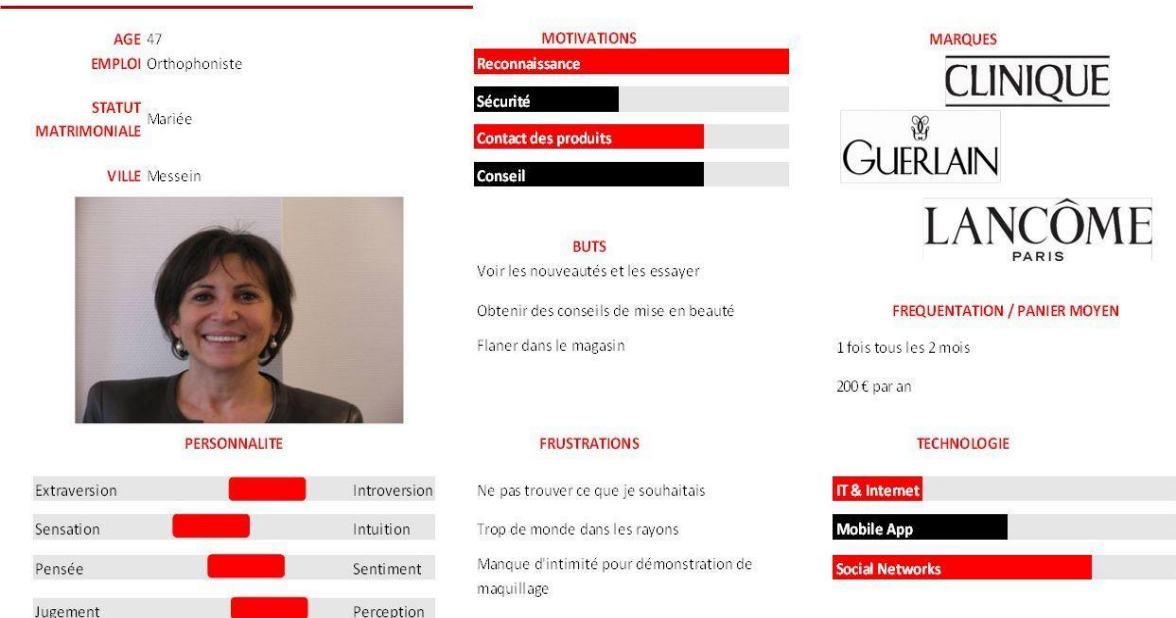 AGE 47
EMPLOI Orthophoniste
STATUT
MATRIMONIALE Mariée
VILLE Messein
PERSONNALITE
Extraversion Introversion
Sensation Intuition
Pensée Sentiment
Jugement Perception
MOTIVATIONS
Reconnaissance
Sécurité
Contact des produits
Conseil
BUTS
Voir les nouveautés et les essayer
Obtenir des conseils de mise en beauté
Flaner dans le magasin
FRUSTRATIONS
Ne pas trouver ce que je souhaitais
Trop de monde dans les rayons
Manque d'intimité pour démonstration de
maquillage
MARQUES
CLINIQUE
GUERLAIN
LANCÔME
PARIS
FREQUENTATION / PANIER MOYEN
1 fois tous les 2 mois
200 € par an
TECHNOLOGIE
IT & Internet
Mobile App
Social Networks